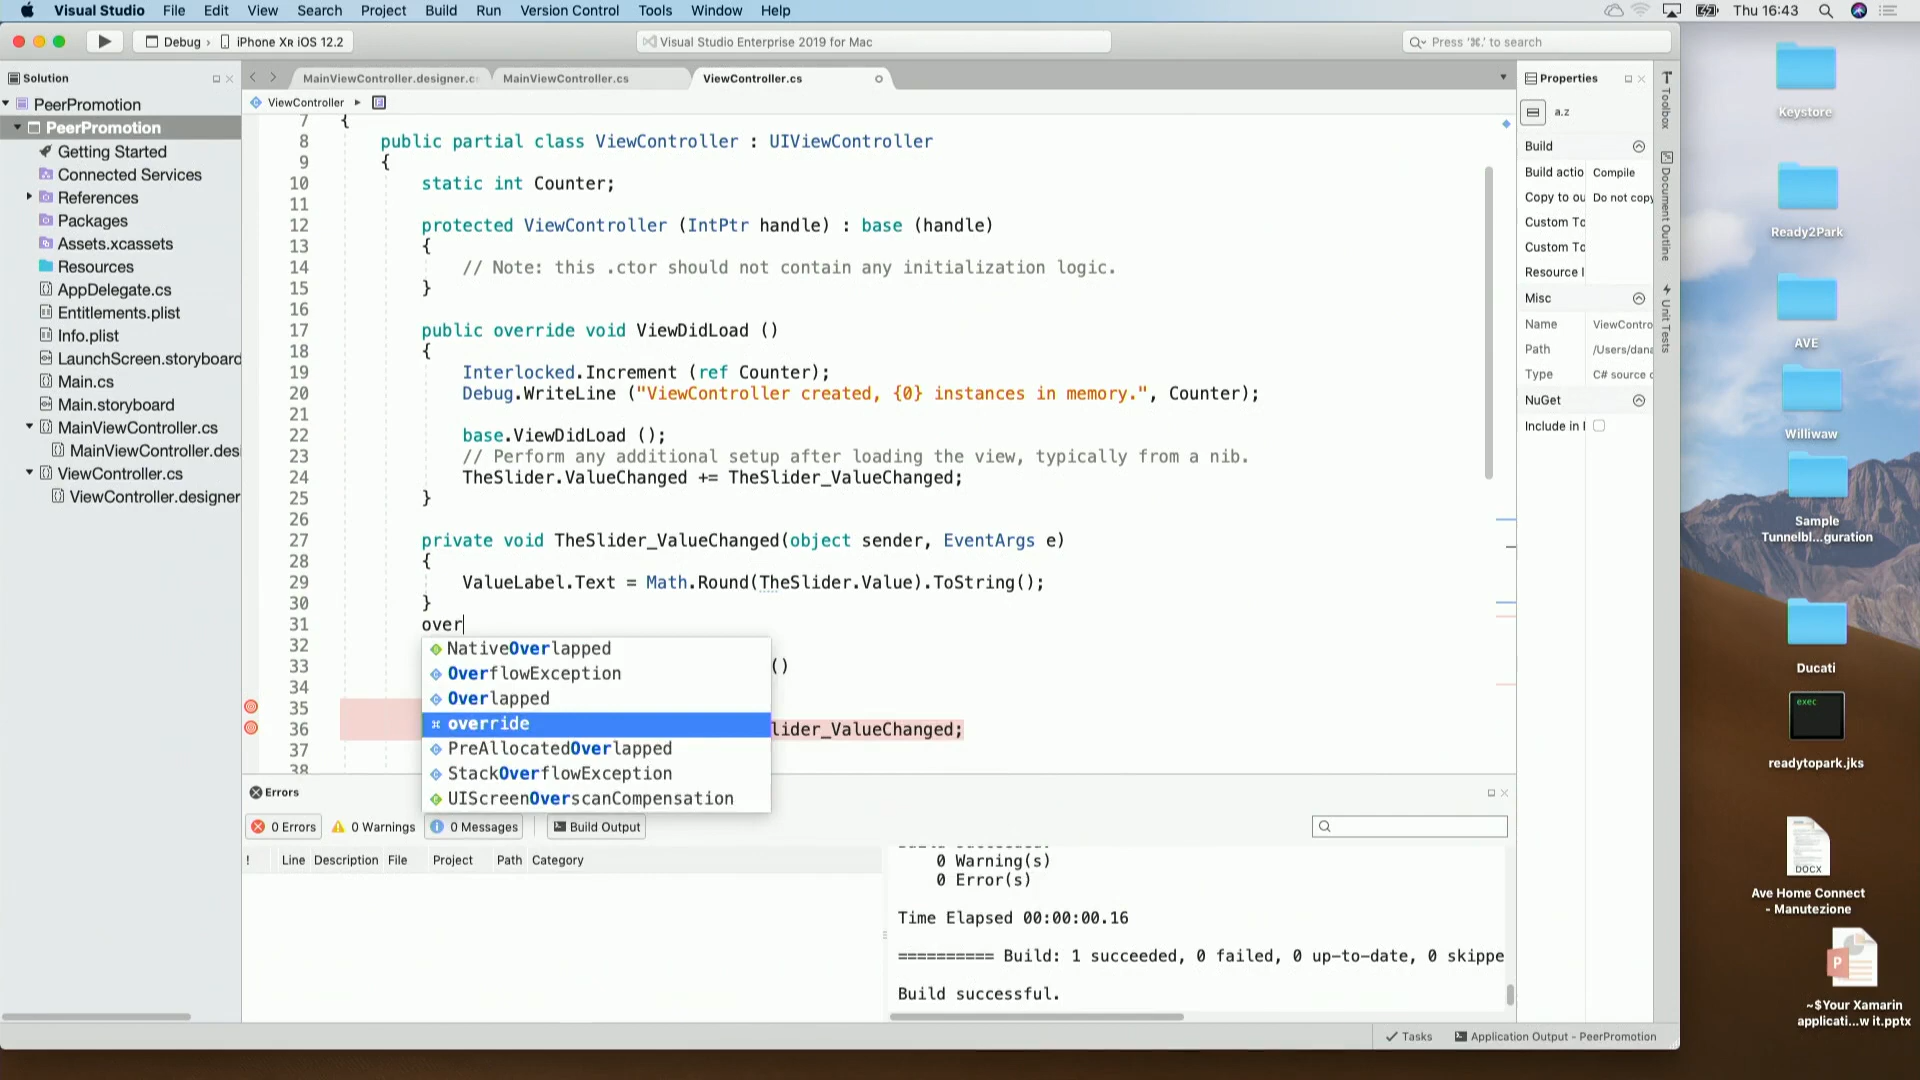 Visual Studio File Edit View Search Project Build Run Version Control Tools Window Help Thu 16:43
Debug › iPhone XR iOS 12.2
Visual Studio Enterprise 2019 for Mac
Press '⌘.' to search
Solution
PeerPromotion
PeerPromotion
Getting Started
Connected Services
References
Packages
Assets.xcassets
Resources
AppDelegate.cs
Entitlements.plist
Info.plist
LaunchScreen.storyboard
Main.cs
Main.storyboard
MainViewController.cs
MainViewController.des
ViewController.cs
ViewController.designer
MainViewController.designer.c MainViewController.cs ViewController.cs
ViewController
7 {
8 public partial class ViewController : UIViewController
9 {
10 static int Counter;
11
12 protected ViewController (IntPtr handle) : base (handle)
13 {
14 // Note: this .ctor should not contain any initialization logic.
15 }
16
17 public override void ViewDidLoad ()
18 {
19 Interlocked.Increment (ref Counter);
20 Debug.WriteLine ("ViewController created, {0} instances in memory.", Counter);
21
22 base.ViewDidLoad ();
23 // Perform any additional setup after loading the view, typically from a nib.
24 TheSlider.ValueChanged += TheSlider_ValueChanged;
25 }
26
27 private void TheSlider_ValueChanged(object sender, EventArgs e)
28 {
29 ValueLabel.Text = Math.Round(TheSlider.Value).ToString();
30 }
31 over
32
33 ()
34
35
36 lider_ValueChanged;
37
38
NativeOverlapped
OverflowException
Overlapped
override
PreAllocatedOverlapped
StackOverflowException
UIScreenOverscanCompensation
Errors
0 Errors 0 Warnings 0 Messages Build Output
! Line Description File Project Path Category
0 Warning(s)
0 Error(s)
Time Elapsed 00:00:00.16
========== Build: 1 succeeded, 0 failed, 0 up-to-date, 0 skippe
Build successful.
Tasks Application Output - PeerPromotion
Properties
a.z
Build
Build actio Compile
Copy to ou Do not copy
Custom To
Custom To
Resource I
Misc
Name ViewContro
Path /Users/dana
Type C# source c
NuGet
Include in I
Toolbox
Document Outline
Unit Tests
Keystore
Ready2Park
AVE
Williwaw
Sample
Tunnelbl...guration
Ducati
exec
readytopark.jks
DOCX
Ave Home Connect
- Manutezione
P
~$Your Xamarin
applicati...w it.pptx